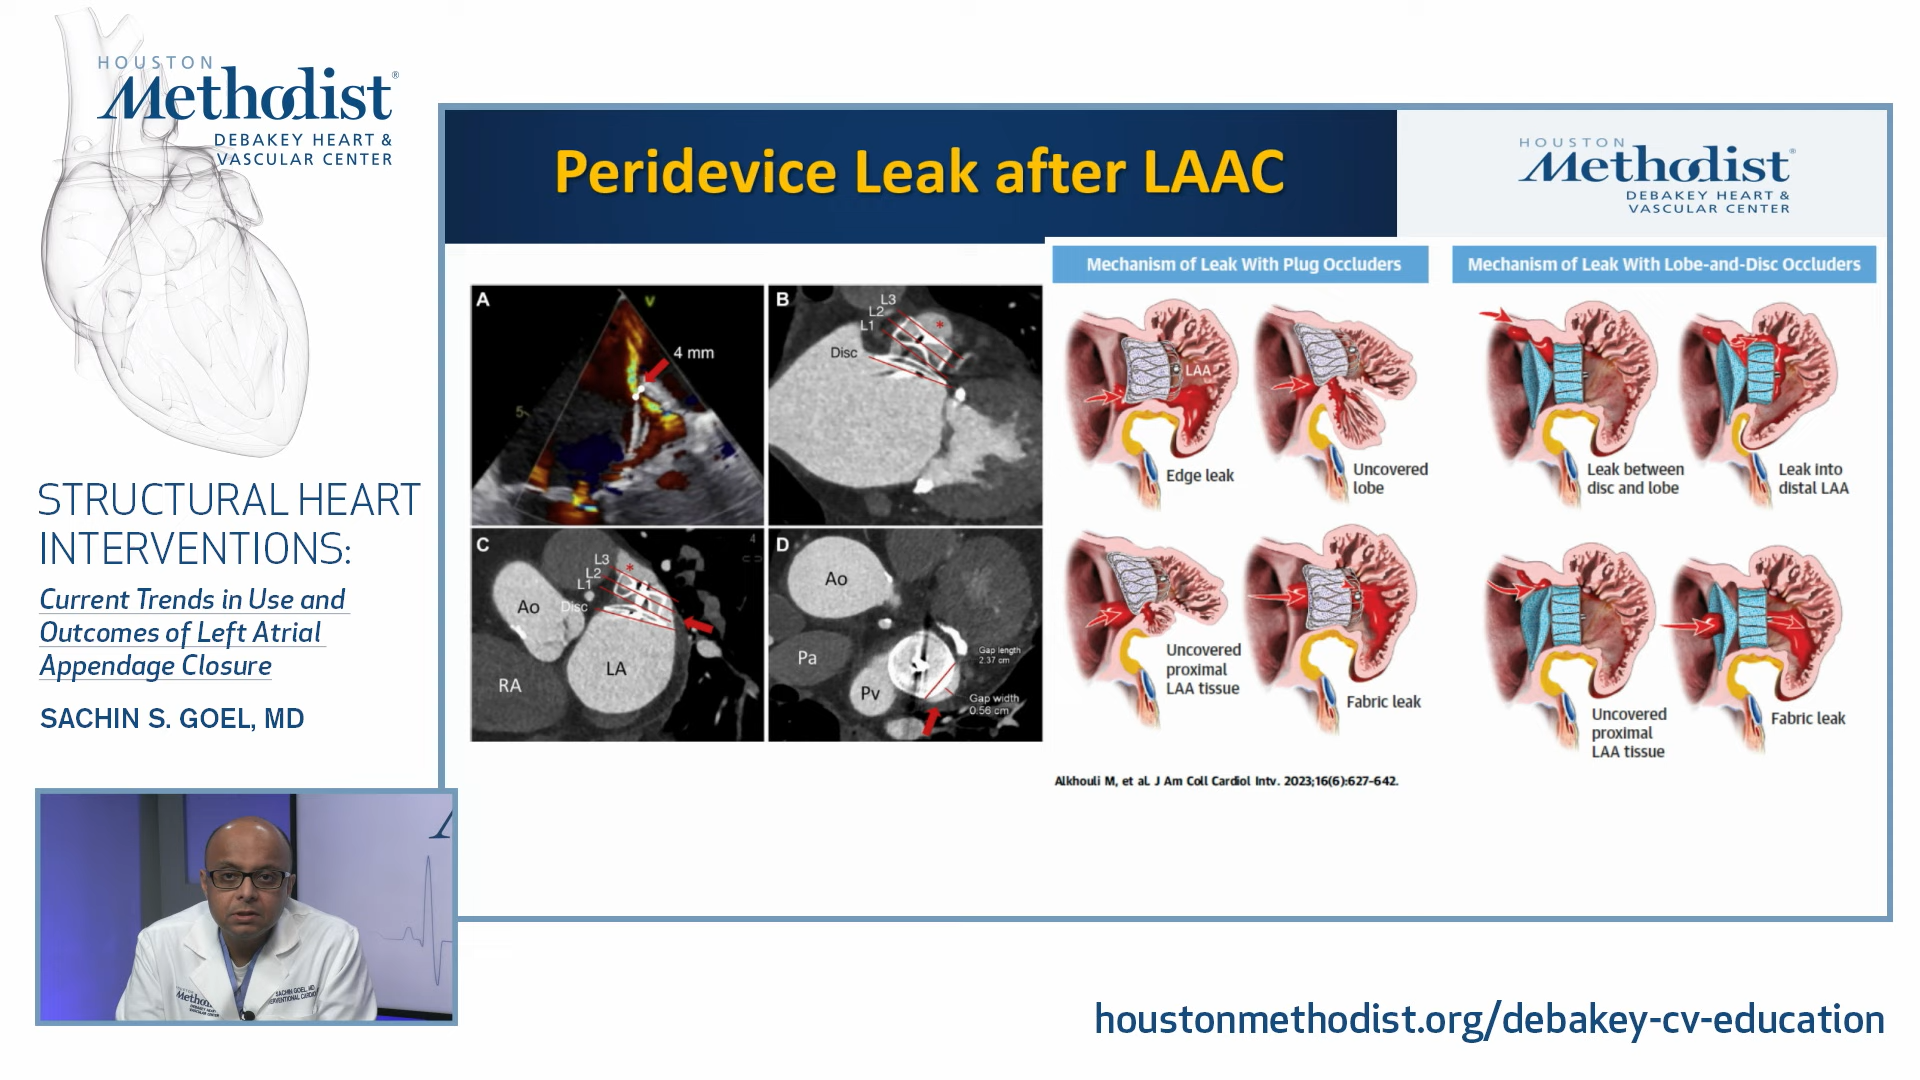 HOUSTON
Methodist®
DEBAKEY HEART &
VASCULAR CENTER
STRUCTURAL HEART
INTERVENTIONS:
Current Trends in Use and
Outcomes of Left Atrial
Appendage Closure
SACHIN S. GOEL, MD
Peridevice Leak after LAAC
HOUSTON
Methodist®
DEBAKEY HEART &
VASCULAR CENTER
A
V
4 mm
5
B
L3
L2
L1
*
Disc
C
4
L3
L2
L1
*
Disc
Ao
LA
RA
D
Ao
Pa
Pv
Gap length
2.37 cm
Gap width
0.56 cm
Mechanism of Leak With Plug Occluders
LAA
Edge leak
Uncovered
lobe
Uncovered
proximal
LAA tissue
Fabric leak
Mechanism of Leak With Lobe-and-Disc Occluders
Leak between
disc and lobe
Leak into
distal LAA
Uncovered
proximal
LAA tissue
Fabric leak
Alkhouli M, et al. J Am Coll Cardiol Intv. 2023;16(6):627-642.
SACHIN GOEL, MD
houstonmethodist.org/debakey-cv-education